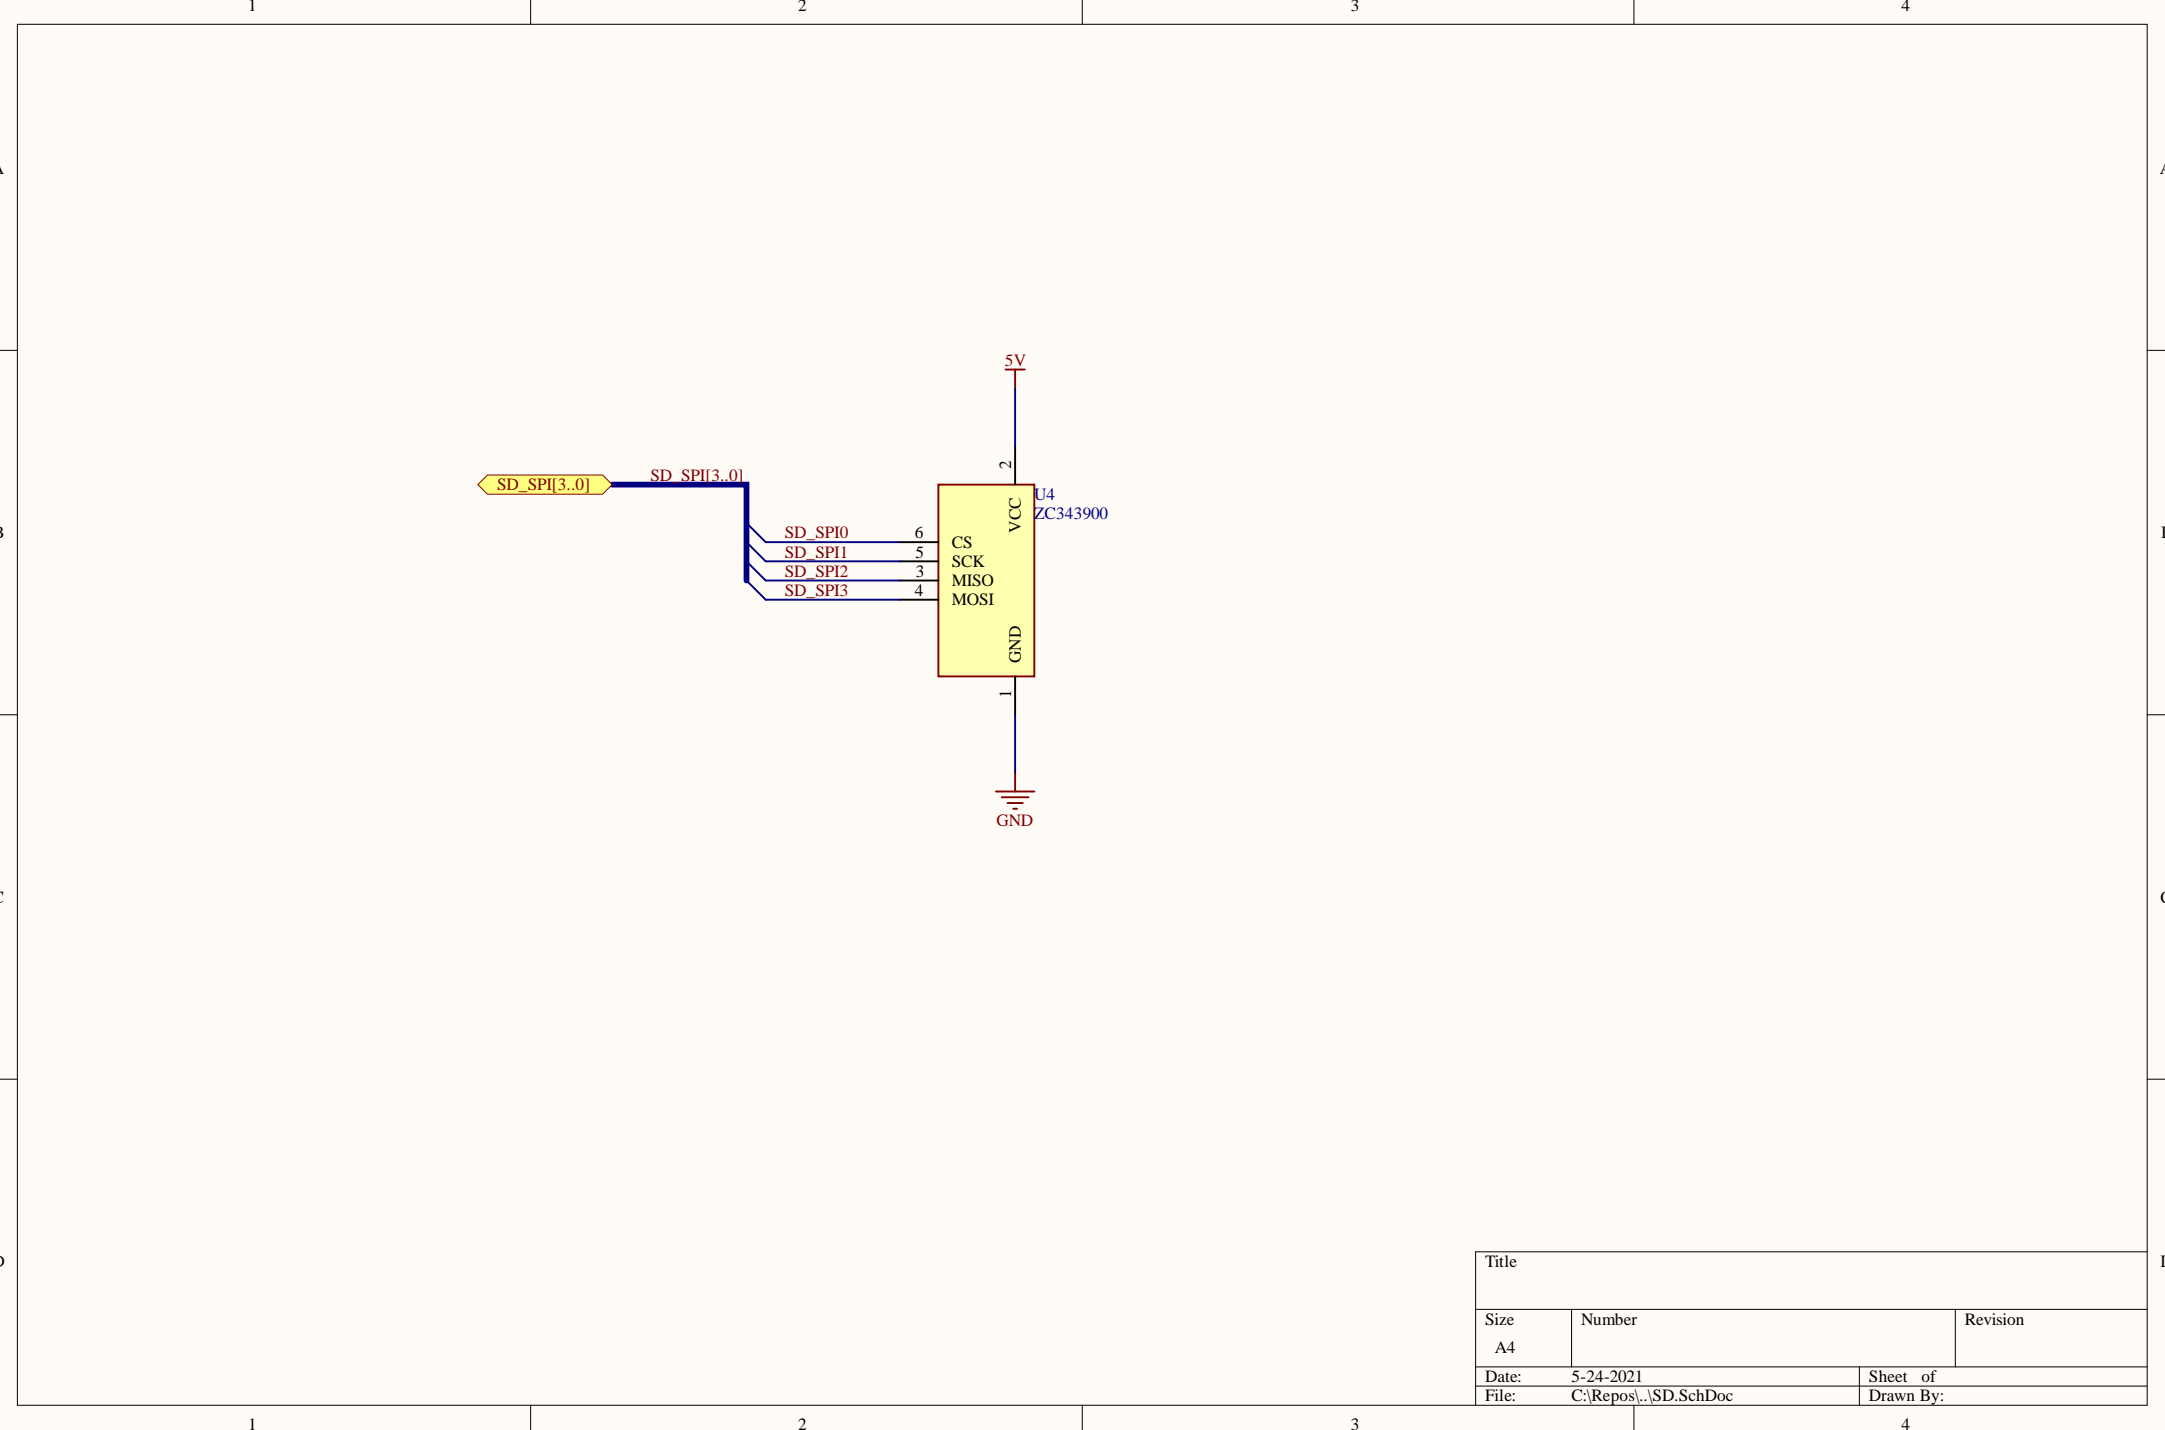 1 2 3 4
A A
5V
2
SD_SPI[3..0] SD_SPI[3..0]
U4
VCC
ZC343900
B
SD_SPI0 6 CS
SD_SPI1 5 SCK
SD_SPI2 3 MISO
SD_SPI3 4 MOSI
GND
1
GND
C C
D
Title
Size Number Revision
A4
Date: 5-24-2021 Sheet of
File: C:\Repos\..\SD.SchDoc Drawn By:
1 2 3 4